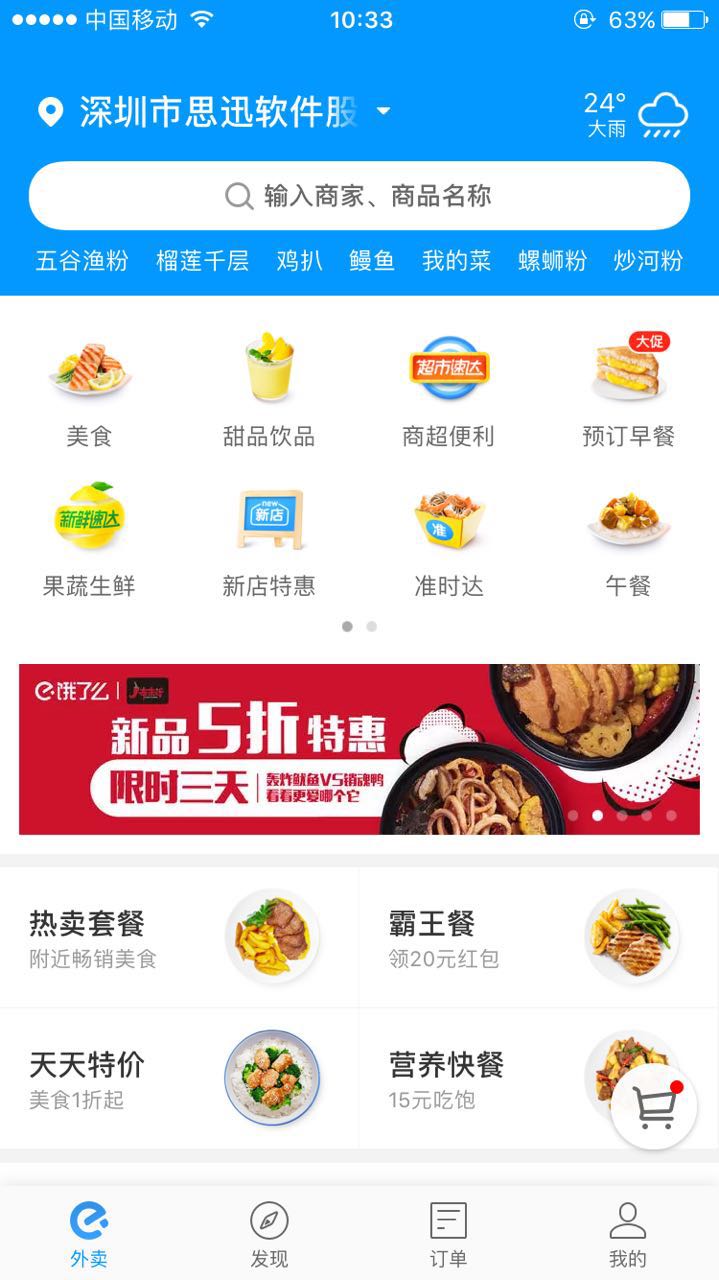 中国移动 10:33 63%
深圳市思迅软件股
24°
大雨
输入商家、商品名称
五谷渔粉 榴莲千层 鸡扒 鳗鱼 我的菜 螺蛳粉 炒河粉
超市速达 大促
美食 甜品饮品 商超便利 预订早餐
新鲜速达 new 新店 准
果蔬生鲜 新店特惠 准时达 午餐
饿了么
新品5折特惠
限时三天 轰炸鱿鱼VS销魂鸭
看看更爱哪个它
热卖套餐 霸王餐
附近畅销美食 领20元红包
天天特价 营养快餐
美食1折起 15元吃饱
外卖 发现 订单 我的